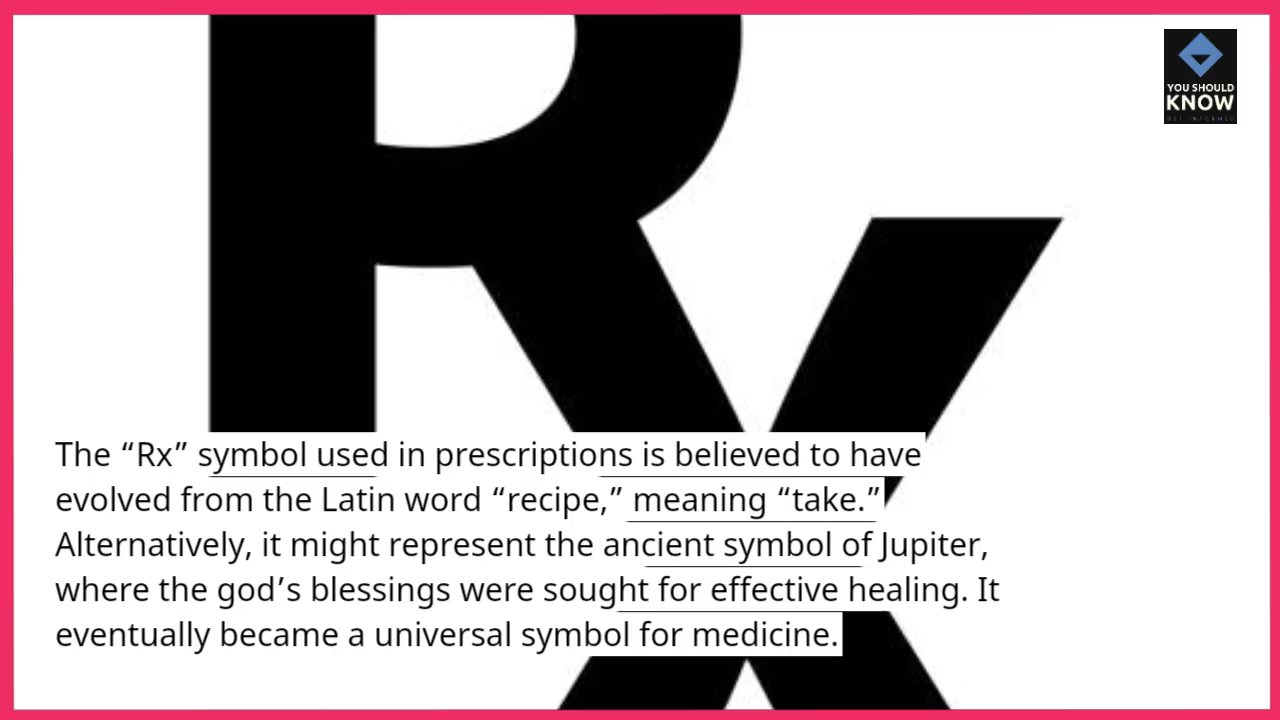 Rx
YOU SHOULD
KNOW
GET INFORMED
The “Rx” symbol used in prescriptions is believed to have
evolved from the Latin word “recipe,” meaning “take.”
Alternatively, it might represent the ancient symbol of Jupiter,
where the god’s blessings were sought for effective healing. It
eventually became a universal symbol for medicine.